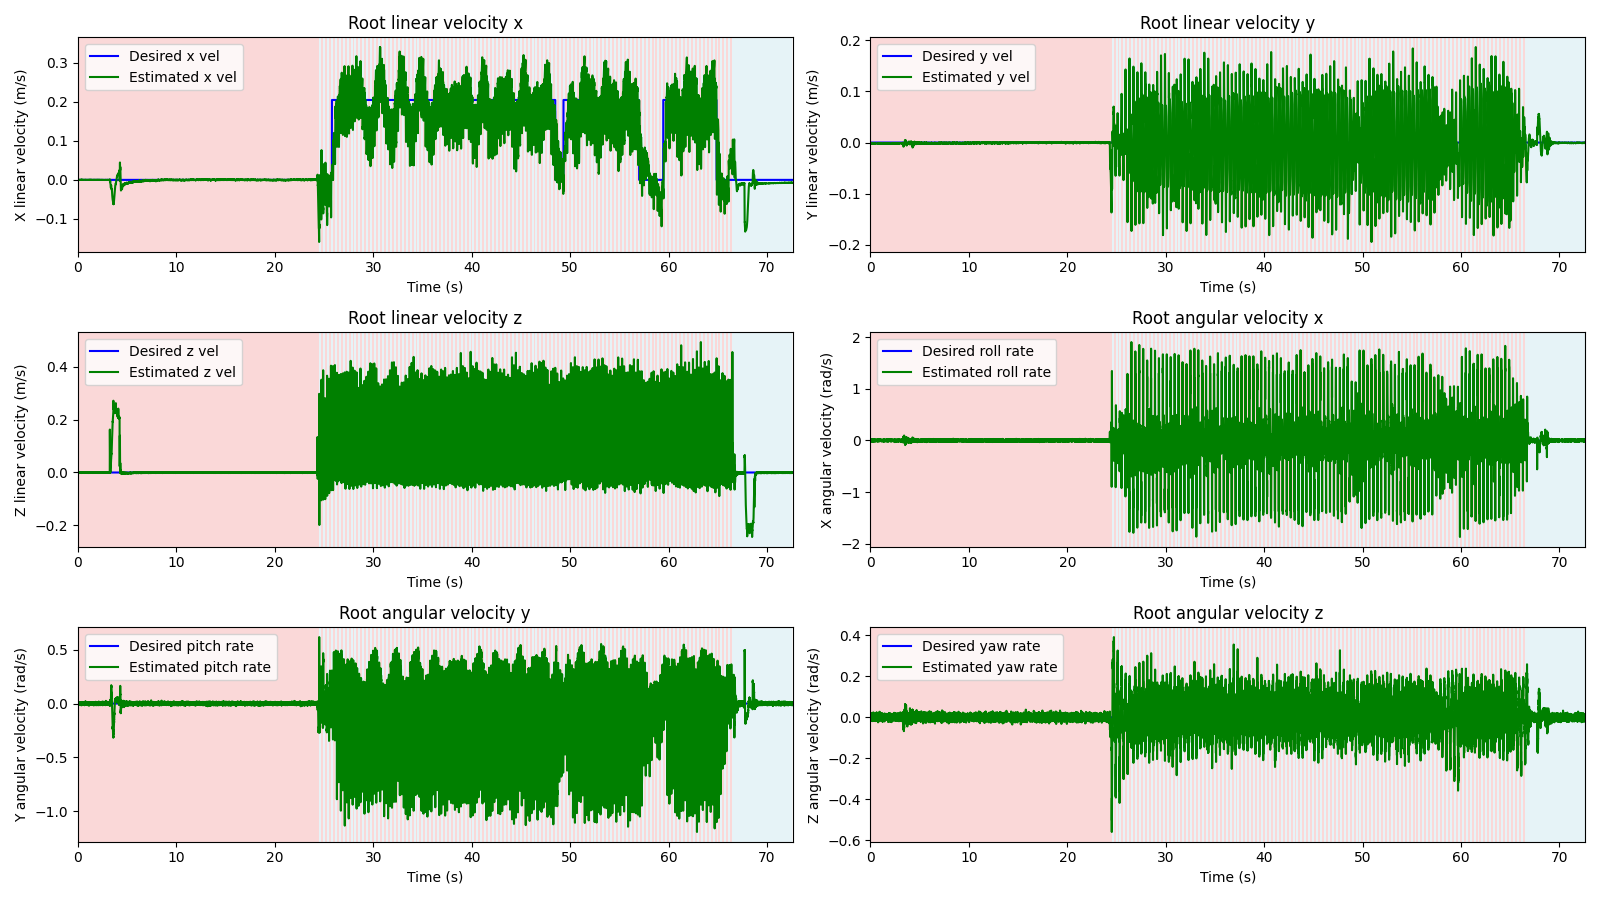 Root linear velocity x
Desired x vel
Estimated x vel
X linear velocity (m/s)
0.3
0.2
0.1
0.0
−0.1
0 10 20 30 40 50 60 70
Time (s)
Root linear velocity y
Desired y vel
Estimated y vel
Y linear velocity (m/s)
0.2
0.1
0.0
−0.1
−0.2
0 10 20 30 40 50 60 70
Time (s)
Root linear velocity z
Desired z vel
Estimated z vel
Z linear velocity (m/s)
0.4
0.2
0.0
−0.2
0 10 20 30 40 50 60 70
Time (s)
Root angular velocity x
Desired roll rate
Estimated roll rate
X angular velocity (rad/s)
2
1
0
−1
−2
0 10 20 30 40 50 60 70
Time (s)
Root angular velocity y
Desired pitch rate
Estimated pitch rate
Y angular velocity (rad/s)
0.5
0.0
−0.5
−1.0
0 10 20 30 40 50 60 70
Time (s)
Root angular velocity z
Desired yaw rate
Estimated yaw rate
Z angular velocity (rad/s)
0.4
0.2
0.0
−0.2
−0.4
−0.6
0 10 20 30 40 50 60 70
Time (s)